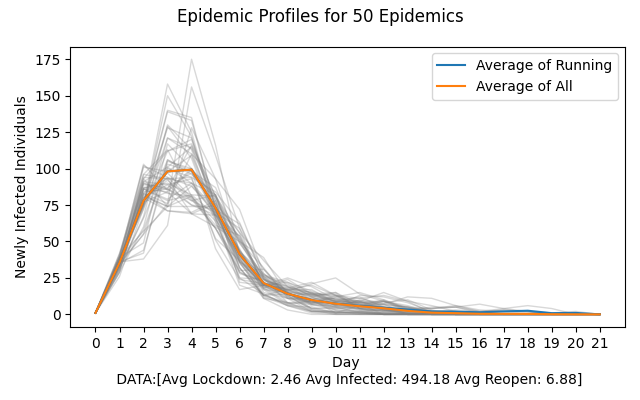 Epidemic Profiles for 50 Epidemics
Average of Running
Average of All
Newly Infected Individuals
175
150
125
100
75
50
25
0
0 1 2 3 4 5 6 7 8 9 10 11 12 13 14 15 16 17 18 19 20 21
Day
DATA:[Avg Lockdown: 2.46 Avg Infected: 494.18 Avg Reopen: 6.88]